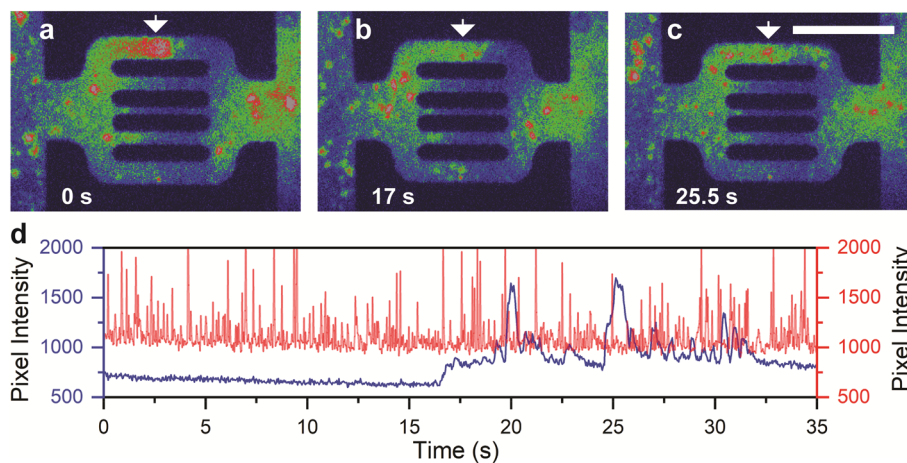 a b c
0 s 17 s 25.5 s
d
2000 2000
1500 1500
1000 1000
500 500
Pixel Intensity
Pixel Intensity
0 5 10 15 20 25 30 35
Time (s)